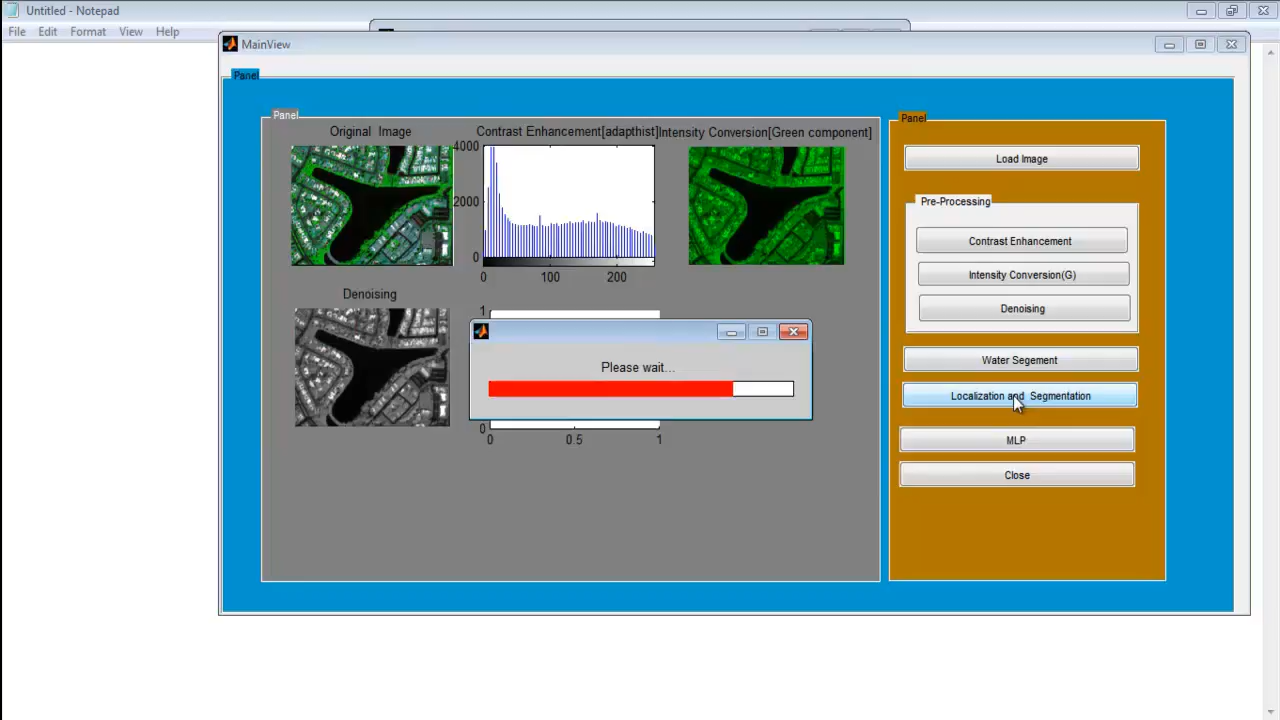 Untitled - Notepad
File Edit Format View Help
MainView
Panel
Panel
Original Image
Contrast Enhancement[adapthist]
Intensity Conversion[Green component]
4000
2000
0
0 100 200
Denoising
1
0
0 0.5 1
Please wait...
Panel
Load Image
Pre-Processing
Contrast Enhancement
Intensity Conversion(G)
Denoising
Water Segement
Localization and Segmentation
MLP
Close